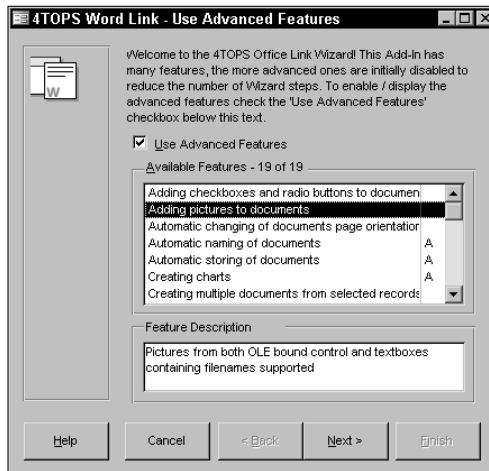 4TOPS Word Link - Use Advanced Features
Welcome to the 4TOPS Office Link Wizard! This Add-In has
many features, the more advanced ones are initially disabled to
reduce the number of Wizard steps. To enable / display the
advanced features check the 'Use Advanced Features'
checkbox below this text.
W
Use Advanced Features
Available Features - 19 of 19
Adding checkboxes and radio buttons to documen
Adding pictures to documents
Automatic changing of documents page orientation
Automatic naming of documents A
Automatic storing of documents A
Creating charts A
Creating multiple documents from selected records
Feature Description
Pictures from both OLE bound control and textboxes
containing filenames supported
Help Cancel < Back Next > Finish